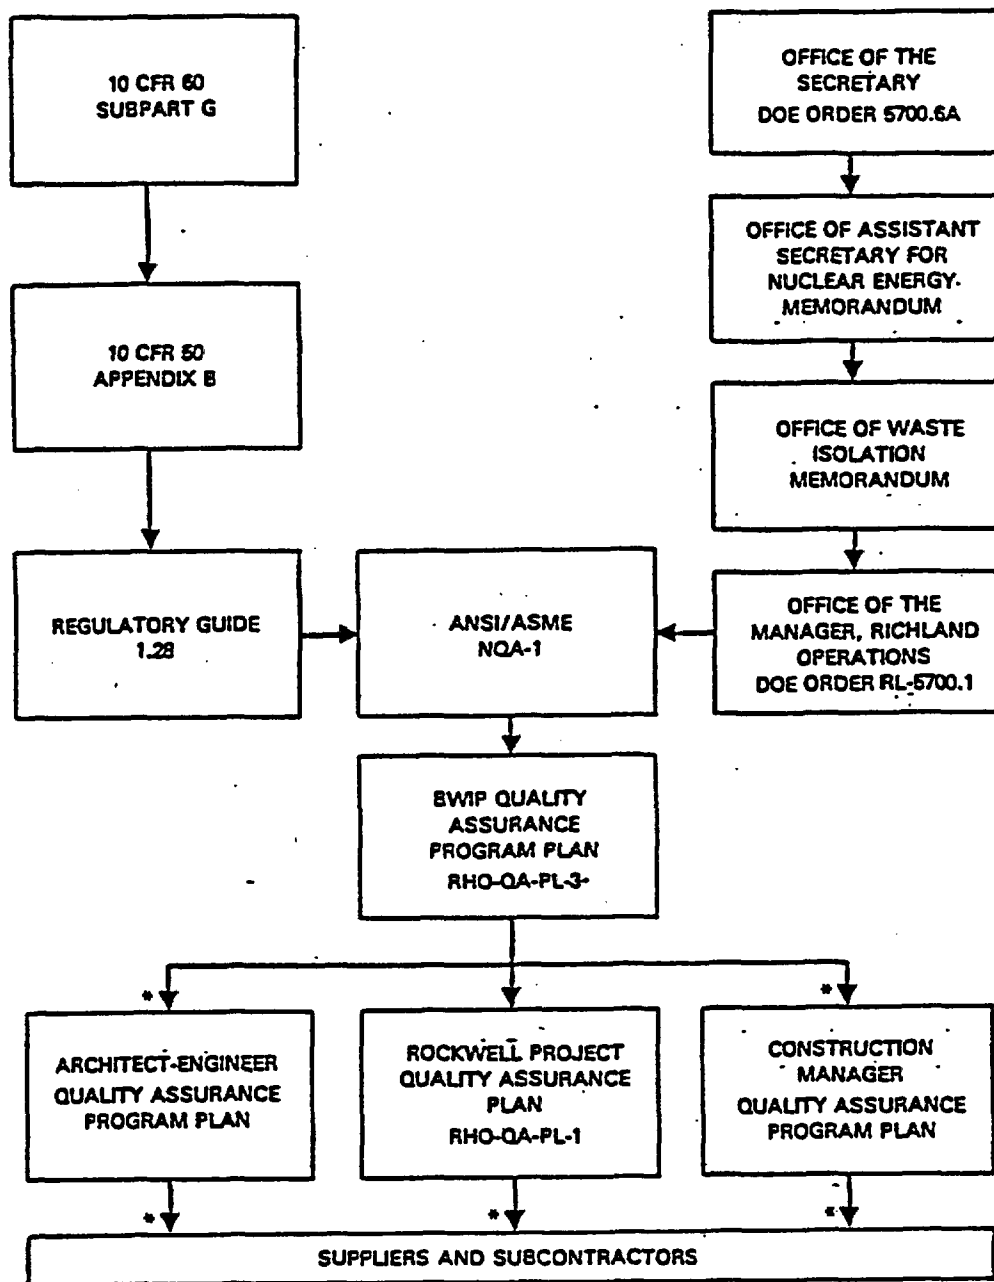 10 CFR 60
SUBPART G
OFFICE OF THE
SECRETARY
DOE ORDER 5700.6A
OFFICE OF ASSISTANT
SECRETARY FOR
NUCLEAR ENERGY
MEMORANDUM
10 CFR 50
APPENDIX B
OFFICE OF WASTE
ISOLATION
MEMORANDUM
REGULATORY GUIDE
1.28
ANSI/ASME
NQA-1
OFFICE OF THE
MANAGER, RICHLAND
OPERATIONS
DOE ORDER RL-5700.1
BWIP QUALITY
ASSURANCE
PROGRAM PLAN
RHO-QA-PL-3
* *
ARCHITECT-ENGINEER
QUALITY ASSURANCE
PROGRAM PLAN
ROCKWELL PROJECT
QUALITY ASSURANCE
PLAN
RHO-QA-PL-1
CONSTRUCTION
MANAGER
QUALITY ASSURANCE
PROGRAM PLAN
* * *
SUPPLIERS AND SUBCONTRACTORS